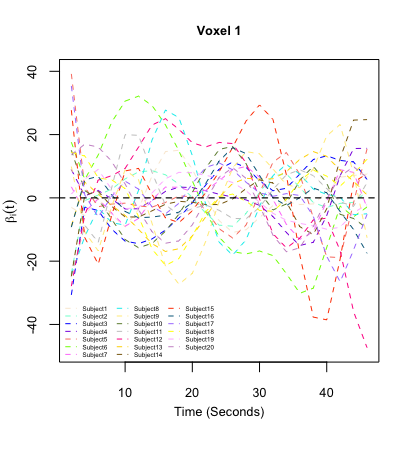 Voxel 1
40
20
0
-20
-40
βᵢ(t)
Subject1 Subject8 Subject15
Subject2 Subject9 Subject16
Subject3 Subject10 Subject17
Subject4 Subject11 Subject18
Subject5 Subject12 Subject19
Subject6 Subject13 Subject20
Subject7 Subject14
10 20 30 40
Time (Seconds)